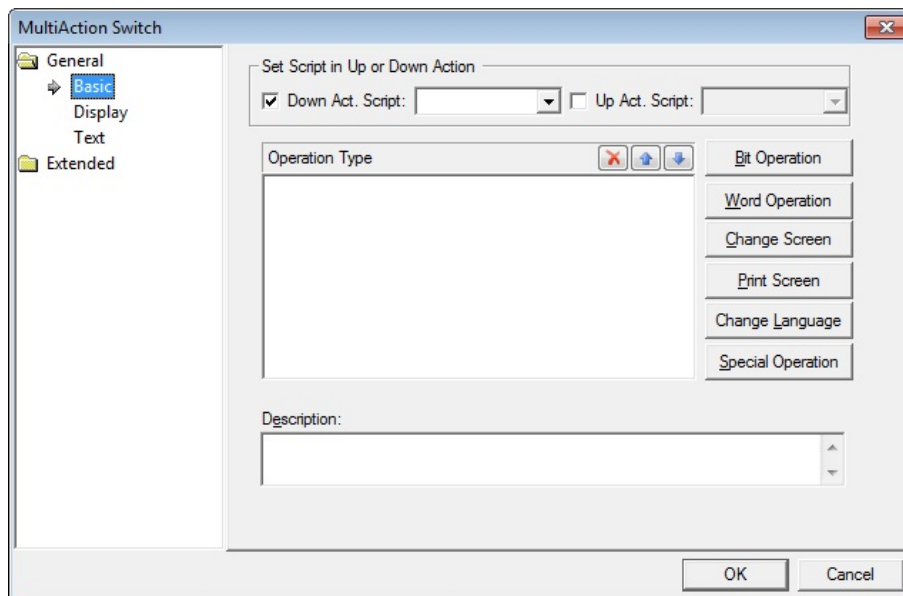 MultiAction Switch
General
Basic
Display
Text
Extended
Set Script in Up or Down Action
Down Act. Script: Up Act. Script:
Operation Type
Bit Operation
Word Operation
Change Screen
Print Screen
Change Language
Special Operation
Description:
OK Cancel